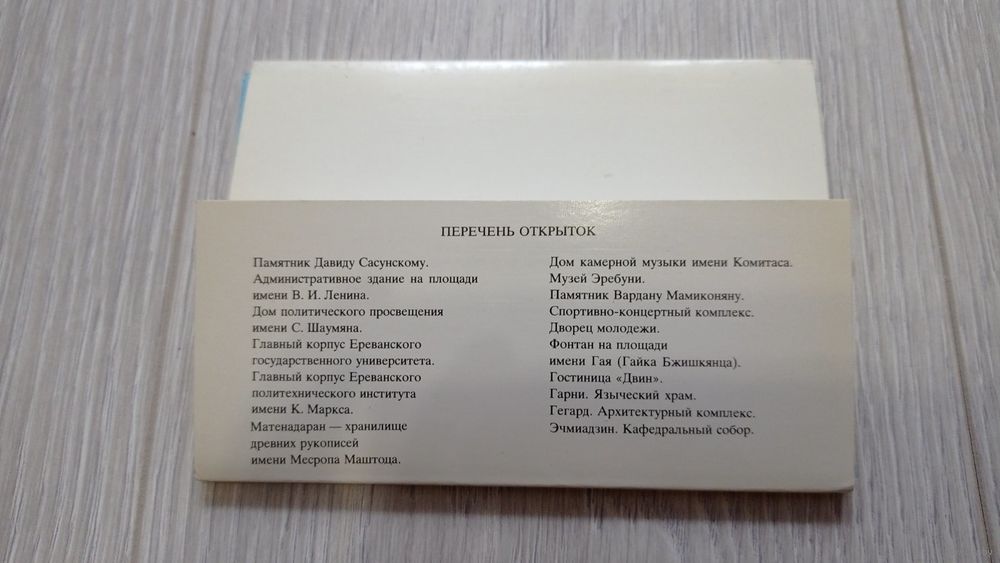 ПЕРЕЧЕНЬ ОТКРЫТОК
Памятник Давиду Сасунскому.
Административное здание на площади
имени В. И. Ленина.
Дом политического просвещения
имени С. Шаумяна.
Главный корпус Ереванского
государственного университета.
Главный корпус Ереванского
политехнического института
имени К. Маркса.
Матенадаран — хранилище
древних рукописей
имени Месропа Маштоца.
Дом камерной музыки имени Комитаса.
Музей Эребуни.
Памятник Вардану Мамиконяну.
Спортивно-концертный комплекс.
Дворец молодежи.
Фонтан на площади
имени Гая (Гайка Бжишкянца).
Гостиница «Двин».
Гарни. Языческий храм.
Гегард. Архитектурный комплекс.
Эчмиадзин. Кафедральный собор.